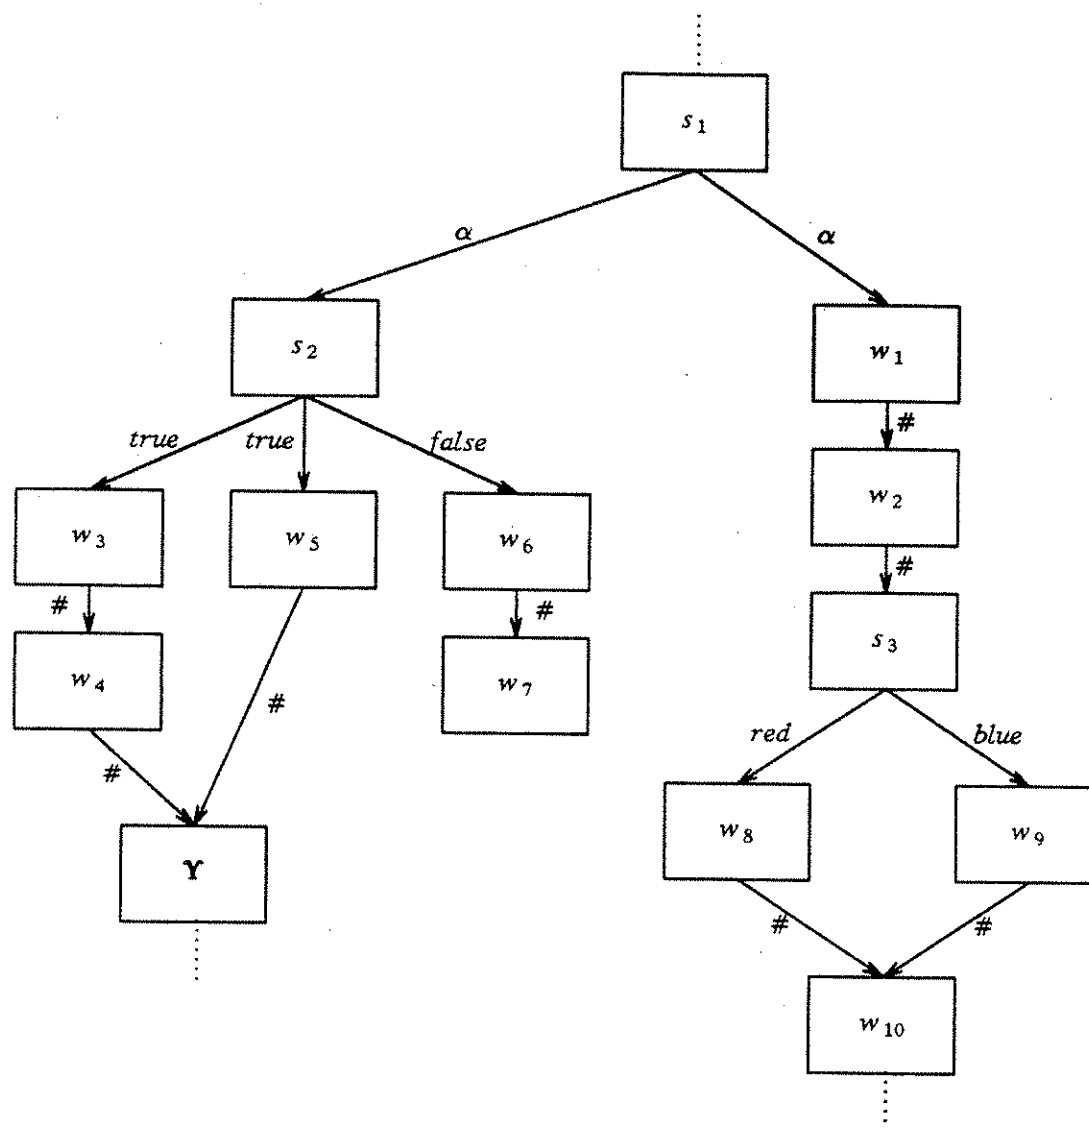 s₁
α α
s₂ w₁
true true false #
w₃ w₅ w₆ w₂
# # #
w₄ # w₇ s₃
# red blue
ϒ w₈ w₉
# #
w₁₀